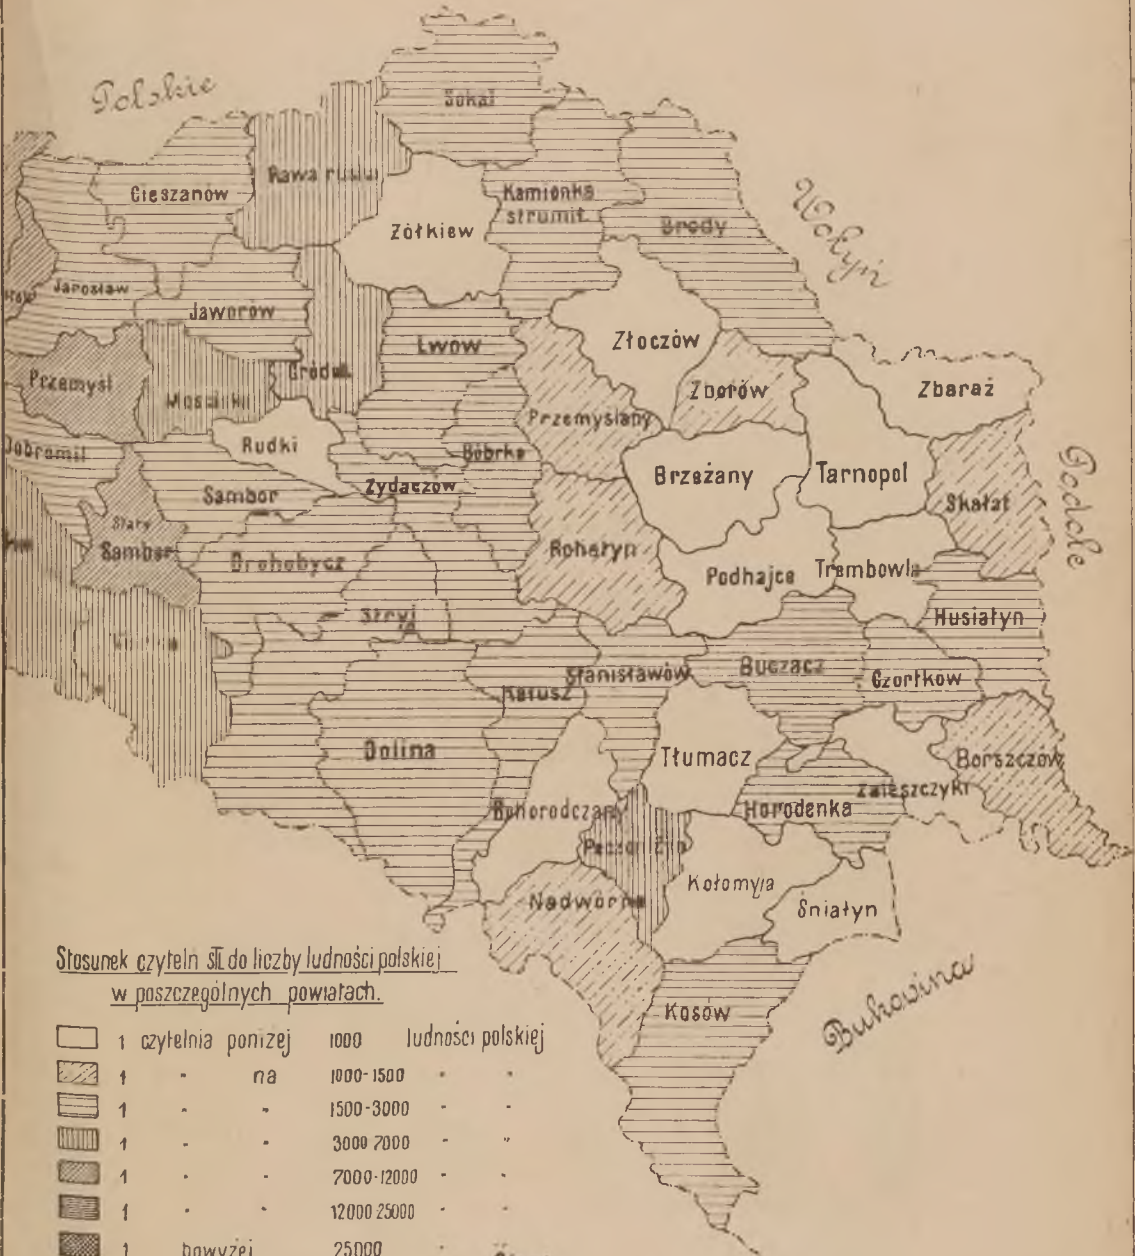 Polskie
Sokal
Rawa ruska
Cieszanów
Kamionka
strumił.
Żółkiew
Brody
Wołyń
Jarosław
Jaworów
Lwów
Złoczów
Gródek
Przemyśl
Mościska
Zborów
Zbaraż
Przemyslany
Rudki
Dobromil
Bóbrka
Brzeżany
Tarnopol
Podole
Żydaczów
Sambor
Skałat
Stary
Sambor
Rohatyn
Drohobycz
Podhajce
Trembowla
Stryj
Husiatyn
Buczacz
Stanisławów
Czortków
Kałusz
Dolina
Tłumacz
Borszczów
Zaleszczyki
Bohorodczany
Horodenka
Kołomyja
Nadwórna
Śniatyn
Bukowina
Kosów
Stosunek czyteln TSL do liczby ludności polskiej
w poszczególnych powiatach.
1 czytelnia poniżej 1000 ludności polskiej
1 - na 1000-1500 - -
1 - - 1500-3000 - -
1 - - 3000 7000 - "
1 - - 7000-12000 - -
1 - - 12000 25000 - -
1 powyżej 25000 -